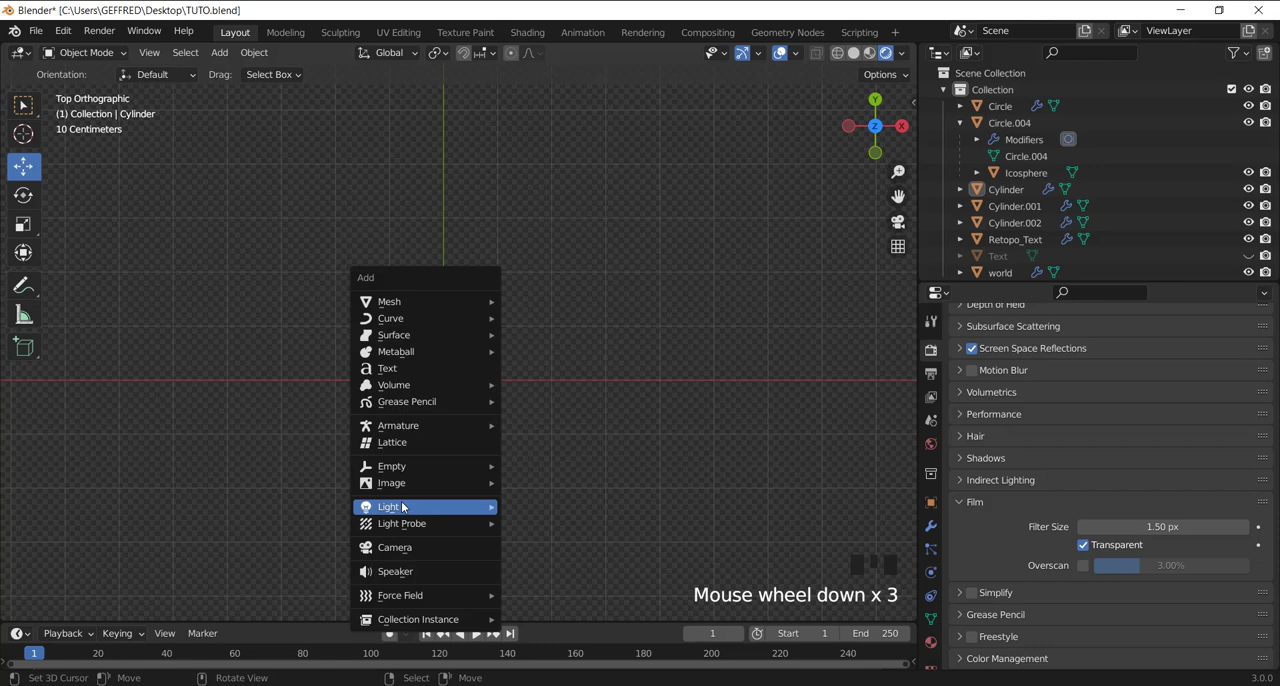 Blender* [C:\Users\GEFFRED\Desktop\TUTO.blend]
File Edit Render Window Help Layout Modeling Sculpting UV Editing Texture Paint Shading Animation Rendering Compositing Geometry Nodes Scripting + Scene ViewLayer
Object Mode View Select Add Object Global
Orientation: Default Drag: Select Box Options
Top Orthographic
(1) Collection | Cylinder
10 Centimeters
Y
X
Z
Add
Mesh
Curve
Surface
Metaball
Text
Volume
Grease Pencil
Armature
Lattice
Empty
Image
Light
Light Probe
Camera
Speaker
Force Field
Collection Instance
Mouse wheel down x 3
Scene Collection
Collection
Circle
Circle.004
Modifiers
Circle.004
Icosphere
Cylinder
Cylinder.001
Cylinder.002
Retopo_Text
Text
world
Depth of Field
Subsurface Scattering
Screen Space Reflections
Motion Blur
Volumetrics
Performance
Hair
Shadows
Indirect Lighting
Film
Filter Size 1.50 px
Transparent
Overscan 3.00%
Simplify
Grease Pencil
Freestyle
Color Management
Playback Keying View Marker 1 Start 1 End 250
1 20 40 60 80 100 120 140 160 180 200 220 240
Set 3D Cursor Move Rotate View Select Move 3.0.0